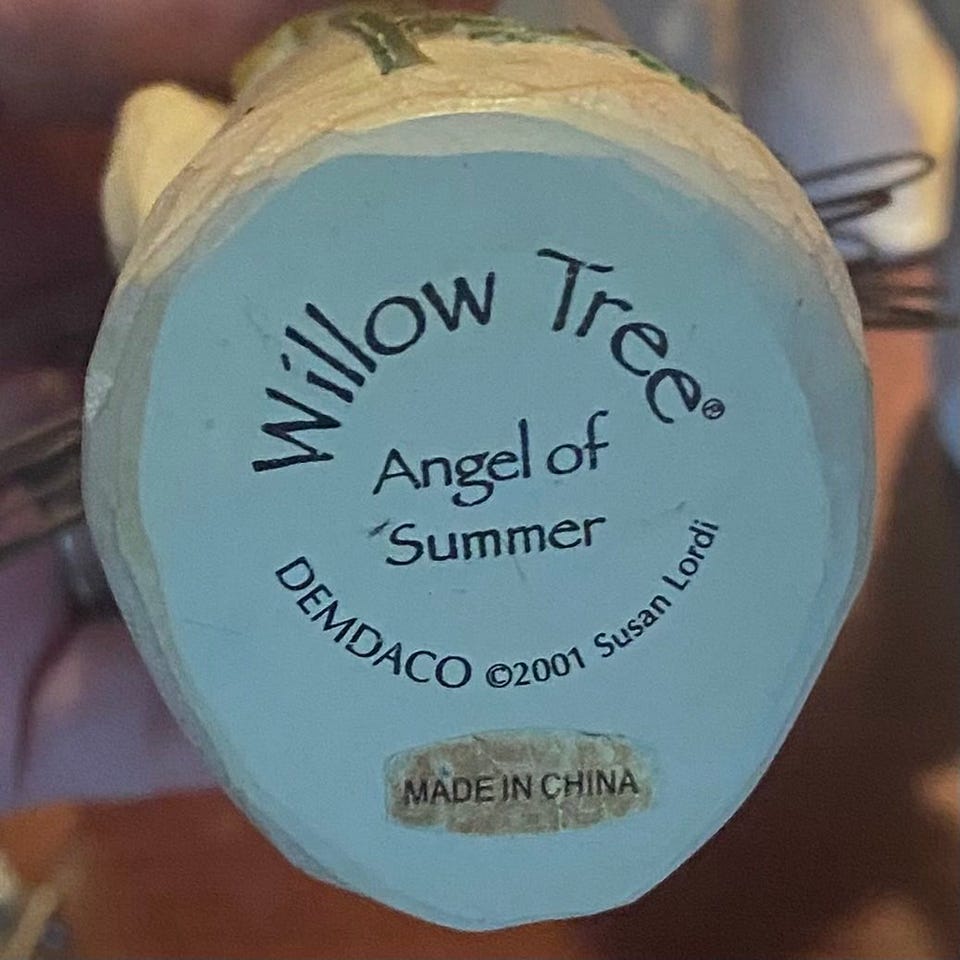 Willow Tree®
Angel of
Summer
DEMDACO ©2001 Susan Lordi
MADE IN CHINA